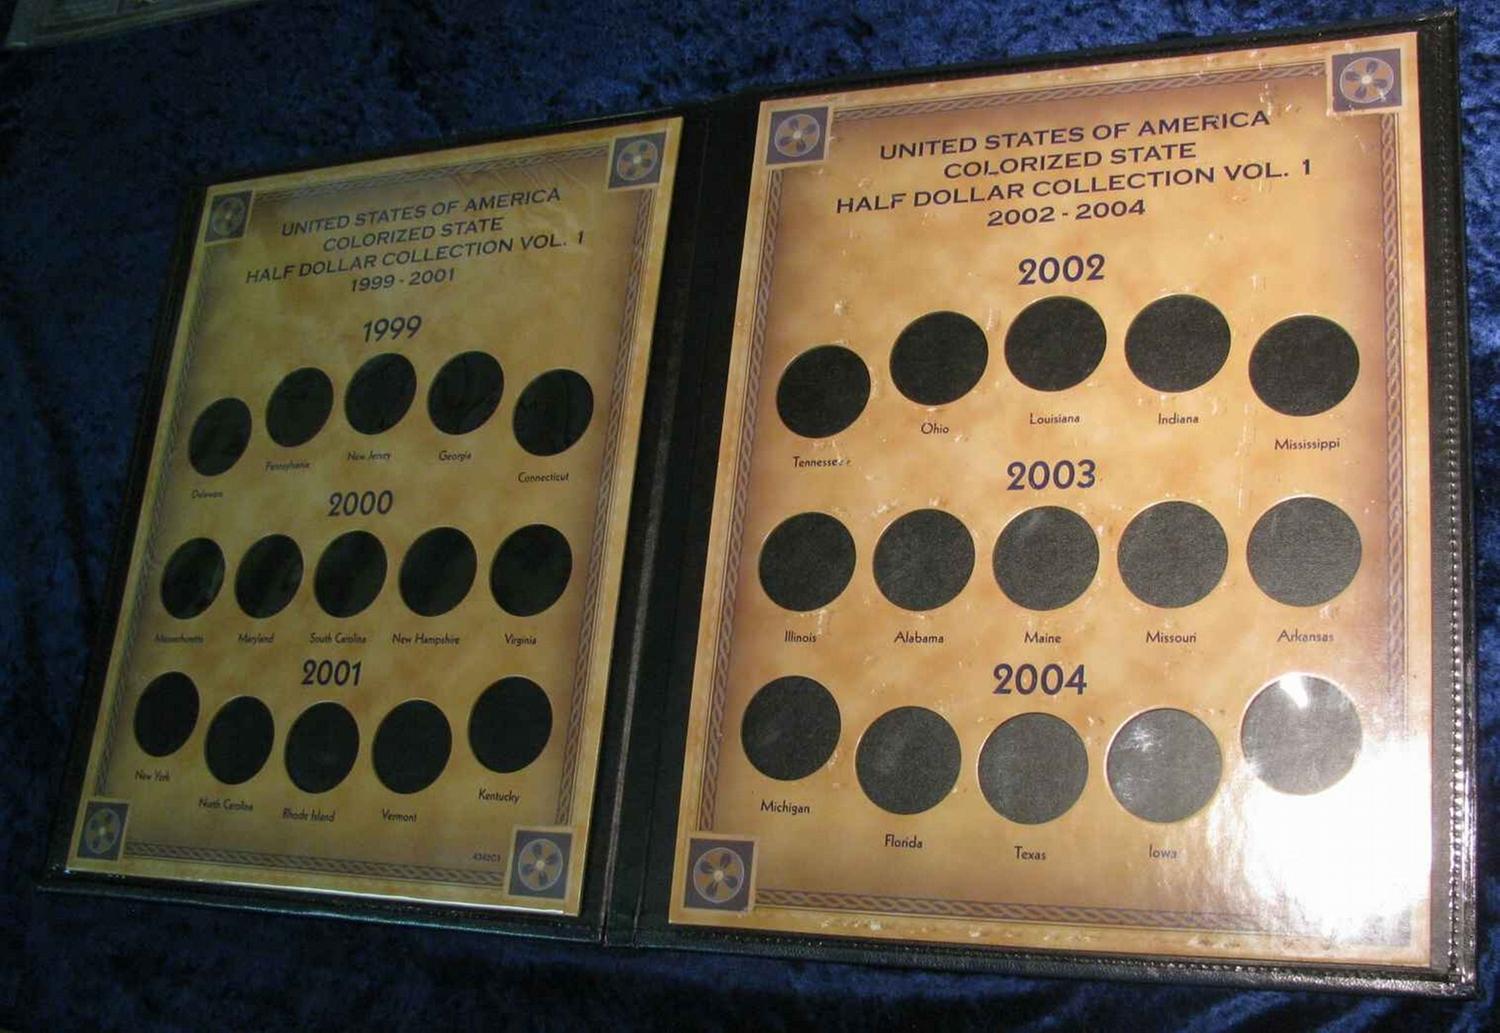 UNITED STATES OF AMERICA
COLORIZED STATE
HALF DOLLAR COLLECTION VOL. 1
1999 - 2001
1999
Delaware
Pennsylvania
New Jersey
Georgia
Connecticut
2000
Massachusetts
Maryland
South Carolina
New Hampshire
Virginia
2001
New York
North Carolina
Rhode Island
Vermont
Kentucky
UNITED STATES OF AMERICA
COLORIZED STATE
HALF DOLLAR COLLECTION VOL. 1
2002 - 2004
2002
Tennessee
Ohio
Louisiana
Indiana
Mississippi
2003
Illinois
Alabama
Maine
Missouri
Arkansas
2004
Michigan
Florida
Texas
Iowa